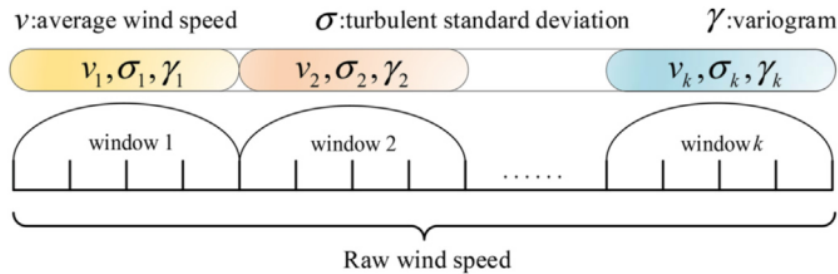 v:average wind speed σ:turbulent standard deviation γ:variogram
v₁,σ₁,γ₁ v₂,σ₂,γ₂ vₖ,σₖ,γₖ
window 1 window 2 ...... window k
Raw wind speed